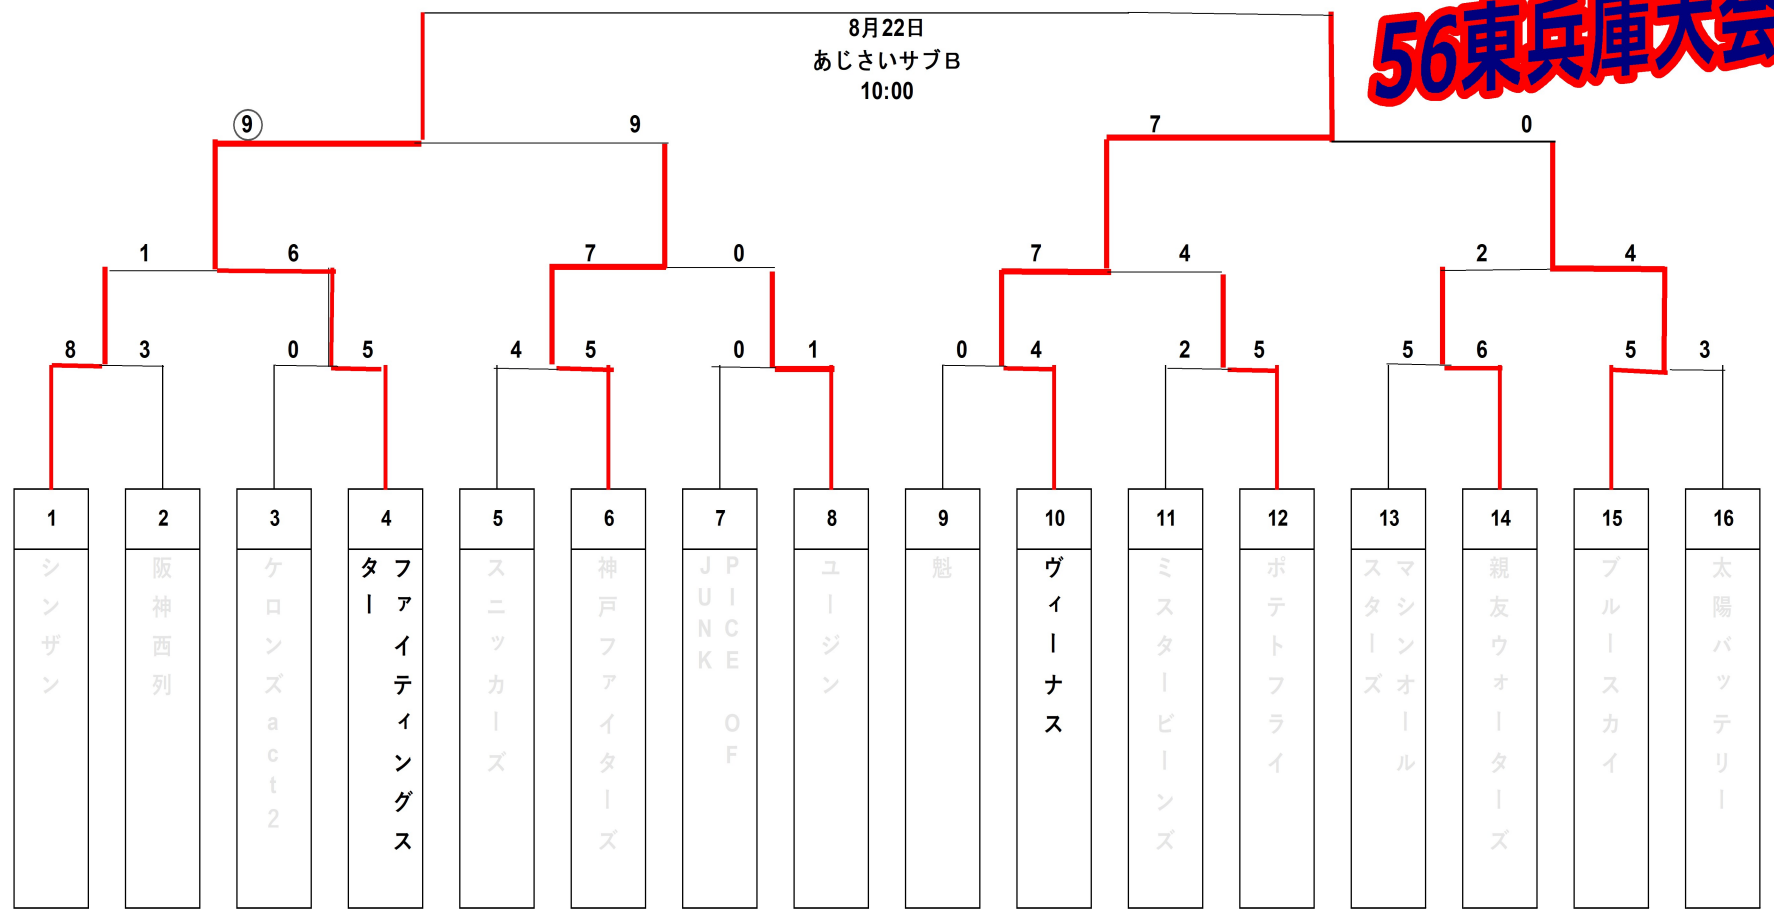 56東兵庫大会
8月22日
あじさいサブB
10:00
⑨ 9 7 0
1 6 7 0 7 4 2 4
8 3 0 5 4 5 0 1 0 4 2 5 5 6 5 3
1 2 3 4 5 6 7 8 9 10 11 12 13 14 15 16
シンザン
阪神西列
ケロンズact2
ファイティングス
ター
スニッカーズ
神戸ファイターズ
PICE OF
JUNK
ユージン
魁
ヴィーナス
ミスタービーンズ
ポテトフライ
マシンオール
スターズ
親友ウォーターズ
ブルースカイ
太陽バッテリー